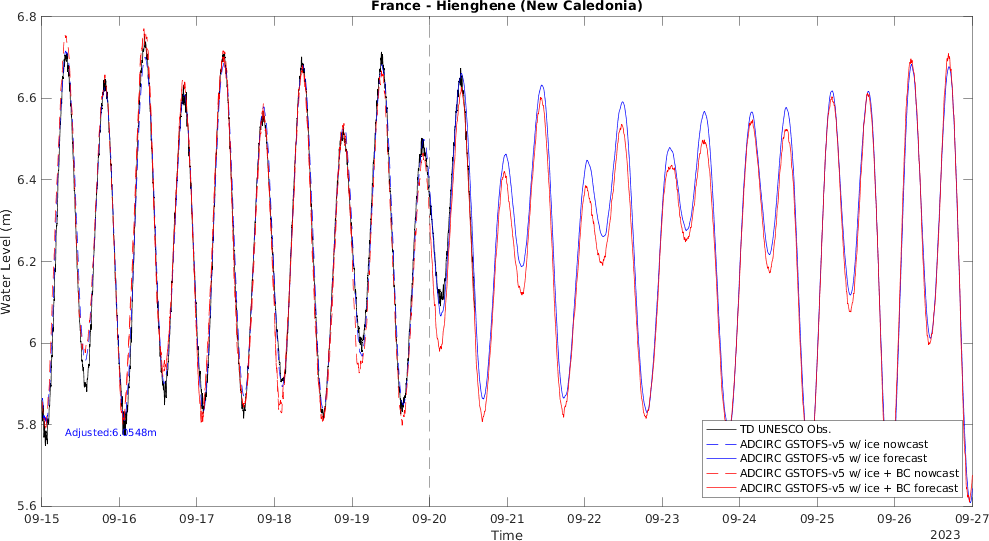 France - Hienghene (New Caledonia)
6.8
6.6
6.4
6.2
6
5.8
5.6
Water Level (m)
Adjusted:6.0548m
TD UNESCO Obs.
ADCIRC GSTOFS-v5 w/ ice nowcast
ADCIRC GSTOFS-v5 w/ ice forecast
ADCIRC GSTOFS-v5 w/ ice + BC nowcast
ADCIRC GSTOFS-v5 w/ ice + BC forecast
09-15 09-16 09-17 09-18 09-19 09-20 09-21 09-22 09-23 09-24 09-25 09-26 09-27
Time
2023